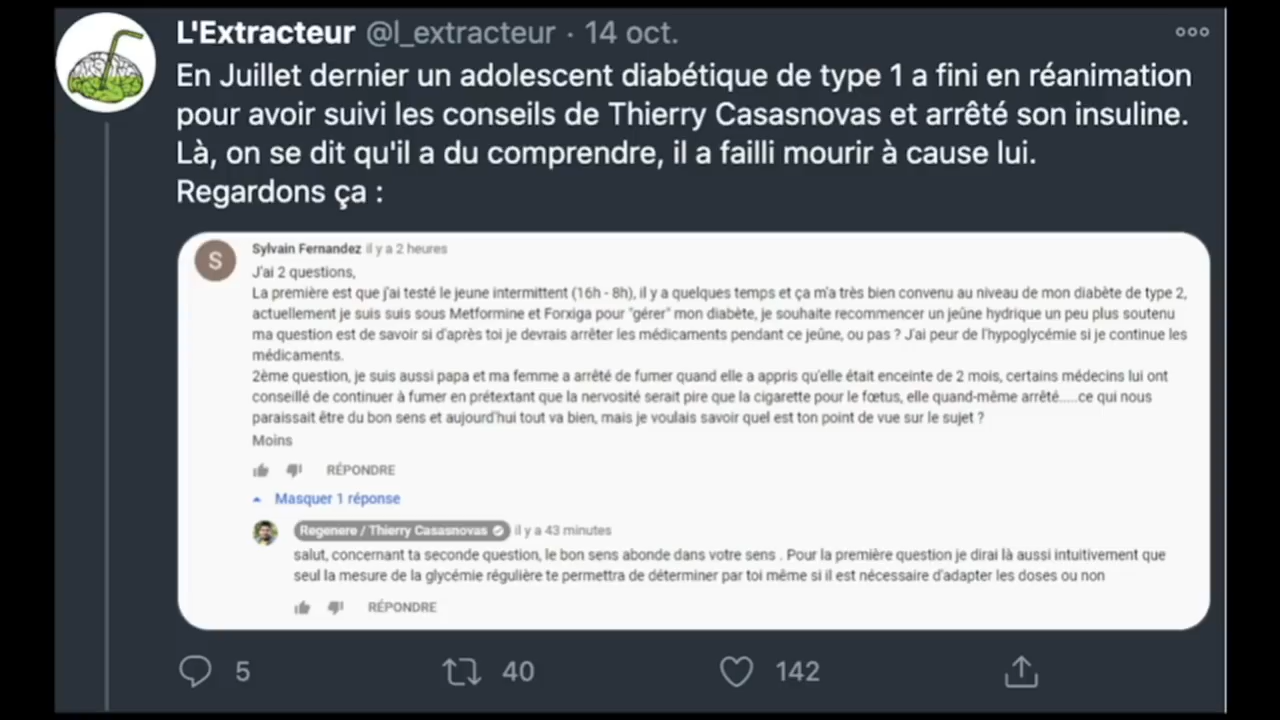 L'Extracteur @l_extracteur · 14 oct.
En Juillet dernier un adolescent diabétique de type 1 a fini en réanimation
pour avoir suivi les conseils de Thierry Casasnovas et arrêté son insuline.
Là, on se dit qu'il a du comprendre, il a failli mourir à cause lui.
Regardons ça :
S
Sylvain Fernandez il y a 2 heures
J'ai 2 questions,
La première est que j'ai testé le jeune intermittent (16h - 8h), il y a quelques temps et ça m'a très bien convenu au niveau de mon diabète de type 2,
actuellement je suis suis sous Metformine et Forxiga pour "gérer" mon diabète, je souhaite recommencer un jeûne hydrique un peu plus soutenu
ma question est de savoir si d'après toi je devrais arrêter les médicaments pendant ce jeûne, ou pas ? J'ai peur de l'hypoglycémie si je continue les
médicaments.
2ème question, je suis aussi papa et ma femme a arrêté de fumer quand elle a appris qu'elle était enceinte de 2 mois, certains médecins lui ont
conseillé de continuer à fumer en prétextant que la nervosité serait pire que la cigarette pour le fœtus, elle quand-même arrêté.....ce qui nous
paraissait être du bon sens et aujourd'hui tout va bien, mais je voulais savoir quel est ton point de vue sur le sujet ?
Moins
RÉPONDRE
Masquer 1 réponse
Regenere / Thierry Casasnovas il y a 43 minutes
salut, concernant ta seconde question, le bon sens abonde dans votre sens . Pour la première question je dirai là aussi intuitivement que
seul la mesure de la glycémie régulière te permettra de déterminer par toi même si il est nécessaire d'adapter les doses ou non
RÉPONDRE
5 40 142